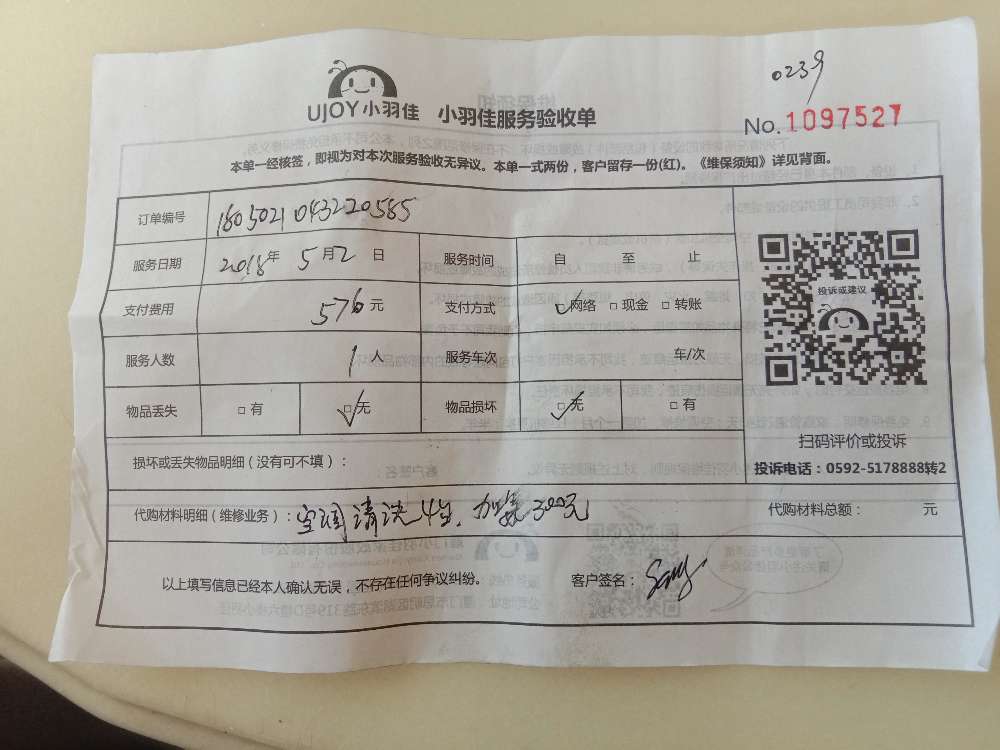 0239
UJOY小羽佳 小羽佳服务验收单
No.1097527
本单一经核签，即视为对本次服务验收无异议。本单一式两份，客户留存一份(红)。《维保须知》详见背面。
订单编号 180502104322 0585
服务日期 2018年 5月2日 服务时间 自 至 止
支付费用 576元 支付方式 ☑网络 □现金 □转账
服务人数 1人 服务车次 车/次
物品丢失 □有 ☑无 物品损坏 ☑无 □有
投诉或建议
扫码评价或投诉
投诉电话：0592-5178888转2
损坏或丢失物品明细（没有可不填）：
代购材料明细（维修业务）：空调清洗4台，加氟300元 代购材料总额： 元
以上填写信息已经本人确认无误，不存在任何争议纠纷。 客户签名：